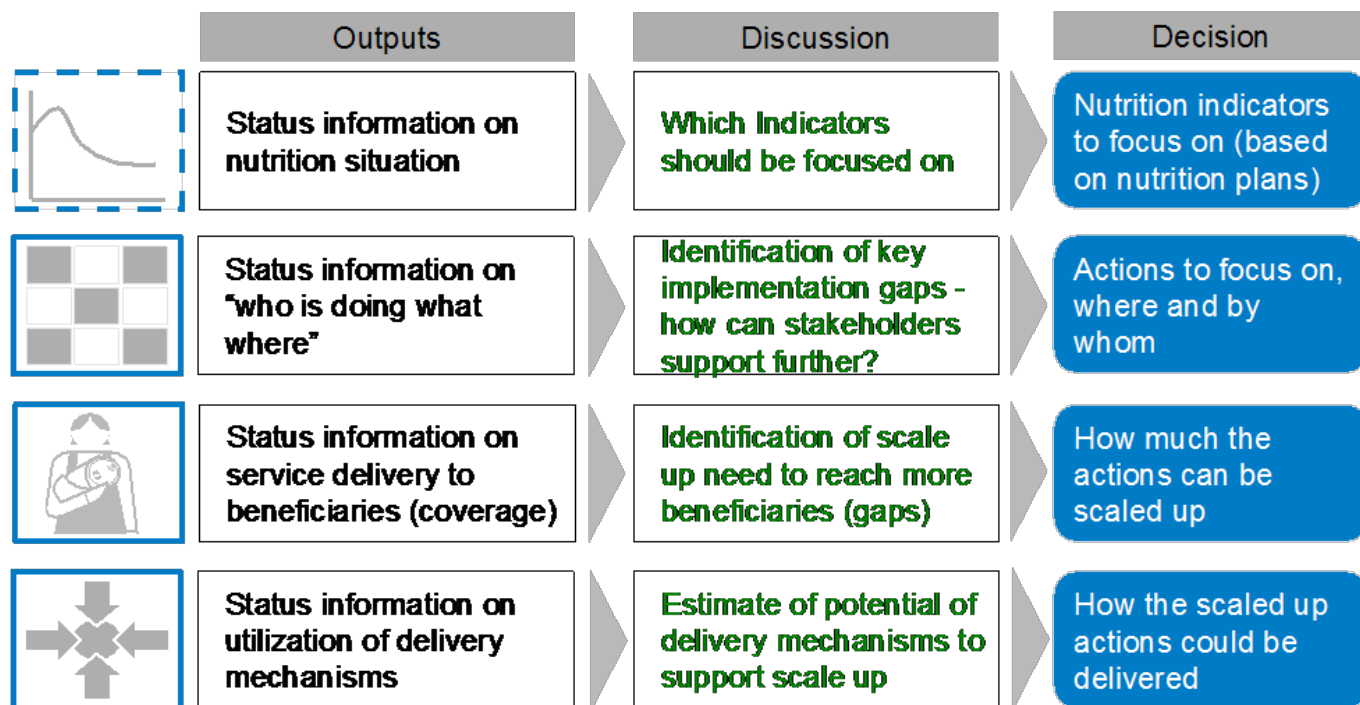 Outputs
Discussion
Decision
Status information on
nutrition situation
Which Indicators
should be focused on
Nutrition indicators
to focus on (based
on nutrition plans)
Status information on
“who is doing what
where”
Identification of key
implementation gaps -
how can stakeholders
support further?
Actions to focus on,
where and by
whom
Status information on
service delivery to
beneficiaries (coverage)
Identification of scale
up need to reach more
beneficiaries (gaps)
How much the
actions can be
scaled up
Status information on
utilization of delivery
mechanisms
Estimate of potential of
delivery mechanisms to
support scale up
How the scaled up
actions could be
delivered